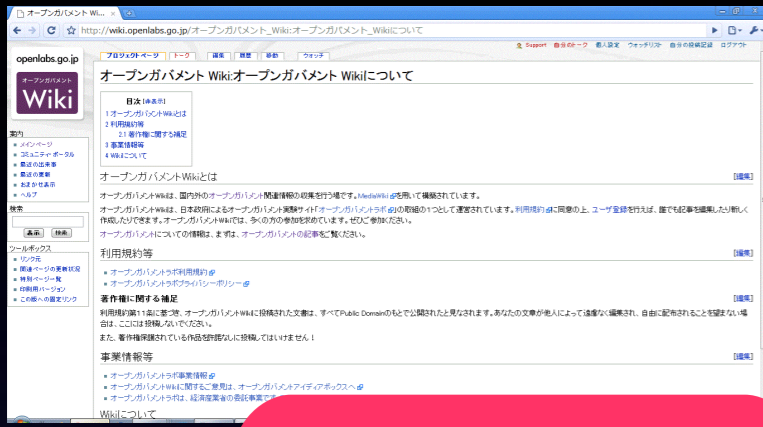 オープンガバメント Wi...
http://wiki.openlabs.go.jp/オープンガバメント_Wiki:オープンガバメント_Wikiについて
Support 自分のトーク 個人設定 ウォッチリスト 自分の投稿記録 ログアウト
openlabs.go.jp
オープンガバメント
Wiki
プロジェクトページ トーク 編集 履歴 移動 ウォッチ
オープンガバメント Wiki:オープンガバメント Wikiについて
目次 [非表示]
1 オープンガバメントWikiとは
2 利用規約等
2.1 著作権に関する補足
3 事業情報等
4 Wikiについて
案内
メインページ
コミュニティ・ポータル
最近の出来事
最近の更新
おまかせ表示
ヘルプ
検索
表示 検索
ツールボックス
リンク元
関連ページの更新状況
特別ページ一覧
印刷用バージョン
この版への固定リンク
オープンガバメントWikiとは [編集]
オープンガバメントWikiは、国内外のオープンガバメント関連情報の収集を行う場です。MediaWikiを用いて構築されています。
オープンガバメントWikiは、日本政府によるオープンガバメント実験サイト「オープンガバメントラボ」の取組の1つとして運営されています。利用規約に同意の上、ユーザ登録を行えば、誰でも記事を編集したり新しく
作成したりできます。オープンガバメントWikiでは、多くの方の参加を求めています。ぜひご参加ください。
オープンガバメントについての情報は、まずは、オープンガバメントの記事をご覧ください。
利用規約等 [編集]
オープンガバメントラボ利用規約
オープンガバメントラボプライバシーポリシー
著作権に関する補足 [編集]
利用規約第11条に基づき、オープンガバメントWikiに投稿された文書は、すべてPublic Domainのもとで公開されたと見なされます。あなたの文章が他人によって遠慮なく編集され、自由に配布されることを望まない場
合は、ここには投稿しないでください。
また、著作権保護されている作品を許諾なしに投稿してはいけません！
事業情報等 [編集]
オープンガバメントラボ事業情報
オープンガバメントWikiに関するご意見は、オープンガバメントアイディアボックスへ
オープンガバメントラボは、経済産業省の委託事業で
Wikiについて